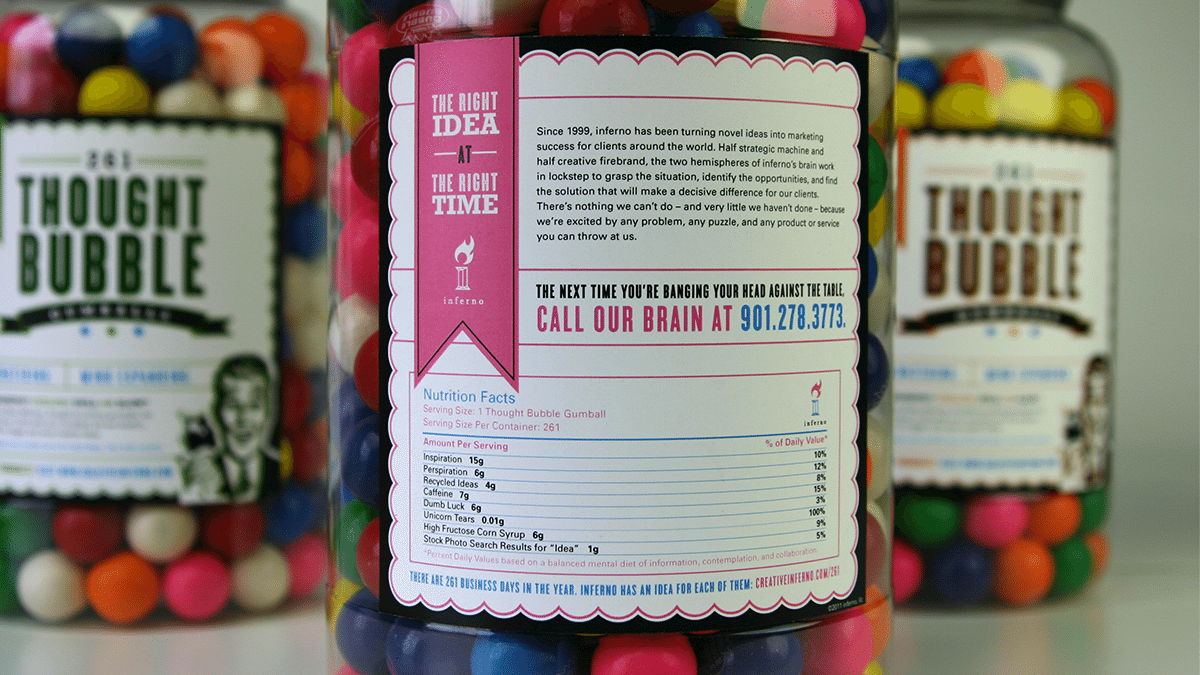 261
THOUGHT
BUBBLE
GUMBALLS
THE RIGHT
IDEA
AT
THE RIGHT
TIME
inferno
Since 1999, inferno has been turning novel ideas into marketing
success for clients around the world. Half strategic machine and
half creative firebrand, the two hemispheres of inferno's brain work
in lockstep to grasp the situation, identify the opportunities, and find
the solution that will make a decisive difference for our clients.
There's nothing we can't do – and very little we haven't done – because
we're excited by any problem, any puzzle, and any product or service
you can throw at us.
THE NEXT TIME YOU'RE BANGING YOUR HEAD AGAINST THE TABLE,
CALL OUR BRAIN AT 901.278.3773.
Nutrition Facts
Serving Size: 1 Thought Bubble Gumball
Serving Size Per Container: 261
inferno
Amount Per Serving % of Daily Value*
Inspiration 15g 10%
Perspiration 6g 12%
Recycled Ideas 4g 8%
Caffeine 7g 15%
Dumb Luck 6g 3%
Unicorn Tears 0.01g 100%
High Fructose Corn Syrup 6g 9%
Stock Photo Search Results for "Idea" 1g 5%
*Percent Daily Values based on a balanced mental diet of information, contemplation, and collaboration.
THERE ARE 261 BUSINESS DAYS IN THE YEAR. INFERNO HAS AN IDEA FOR EACH OF THEM: CREATIVEINFERNO.COM/261
©2011 inferno, llc
261
THOUGHT
BUBBLE
GUMBALLS